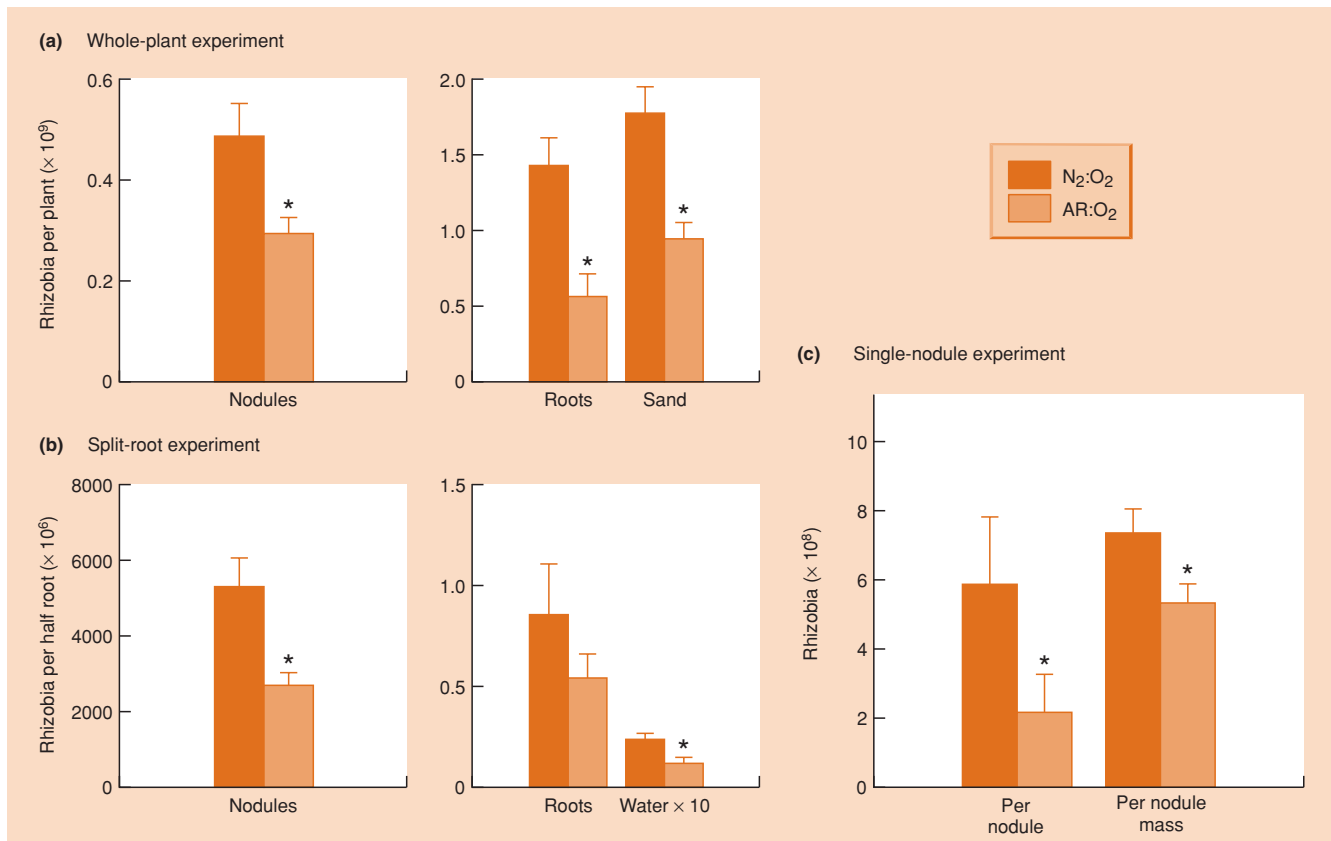 (a) Whole-plant experiment
Rhizobia per plant (× 10⁹)
0.6
0.4
0.2
0
*
Nodules
2.0
1.5
1.0
0.5
0
*
*
Roots Sand
N₂:O₂
AR:O₂
(b) Split-root experiment
Rhizobia per half root (× 10⁶)
8000
6000
4000
2000
0
*
Nodules
1.5
1.0
0.5
0
*
Roots Water × 10
(c) Single-nodule experiment
Rhizobia (× 10⁸)
10
8
6
4
2
0
*
*
Per
nodule
Per nodule
mass